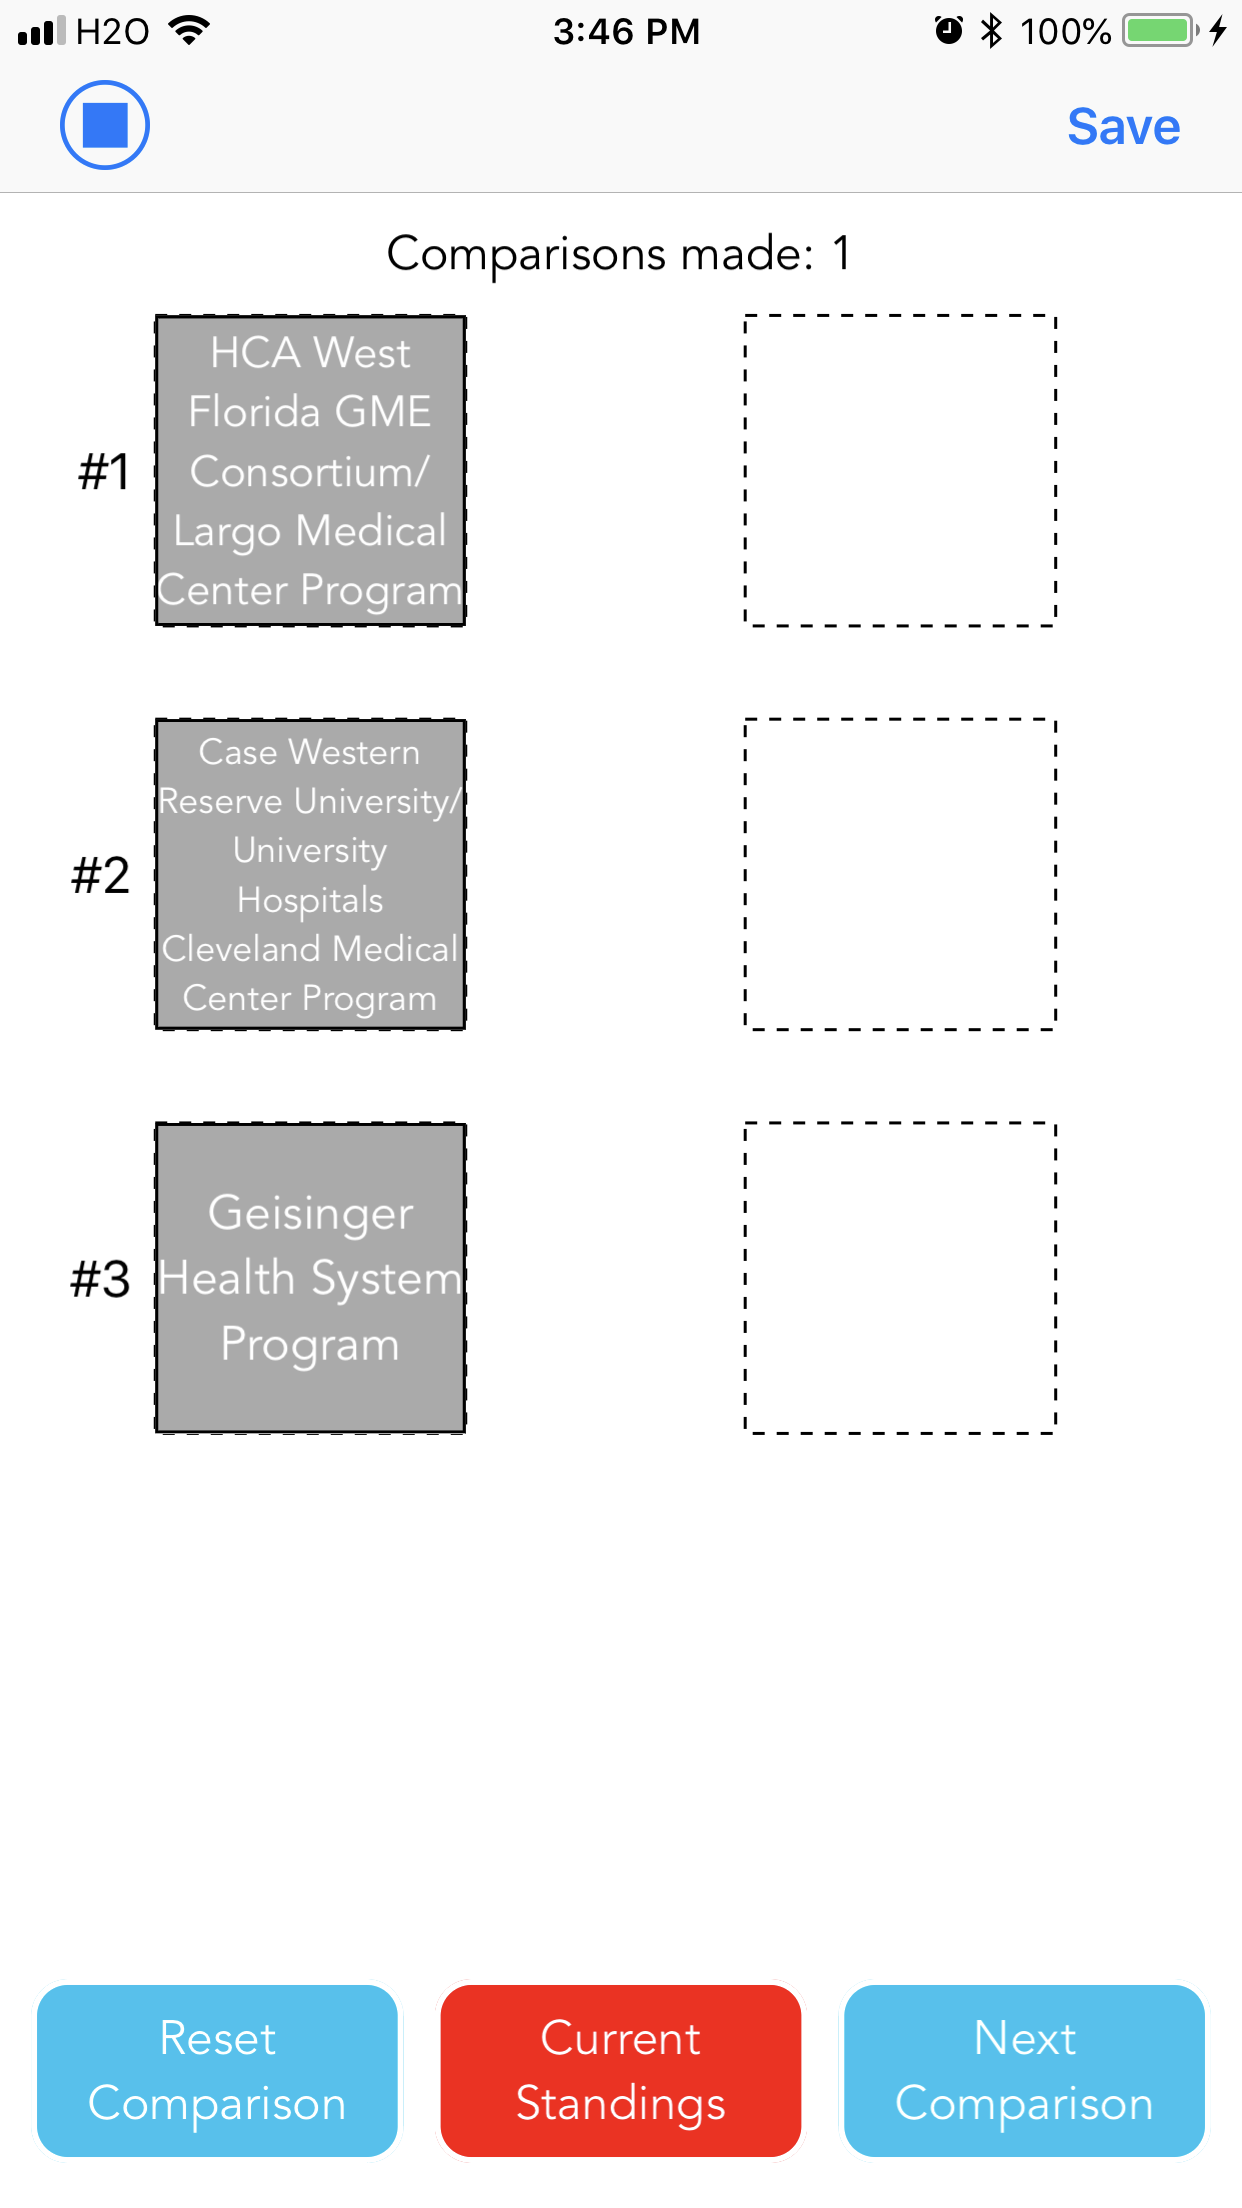 H2O 3:46 PM 100%
Save
Comparisons made: 1
#1
HCA West
Florida GME
Consortium/
Largo Medical
Center Program
#2
Case Western
Reserve University/
University
Hospitals
Cleveland Medical
Center Program
#3
Geisinger
Health System
Program
Reset
Comparison
Current
Standings
Next
Comparison